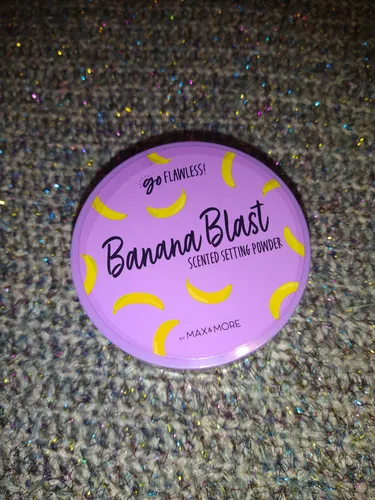 go FLAWLESS!
Banana Blast
SCENTED SETTING POWDER
BY MAX&MORE